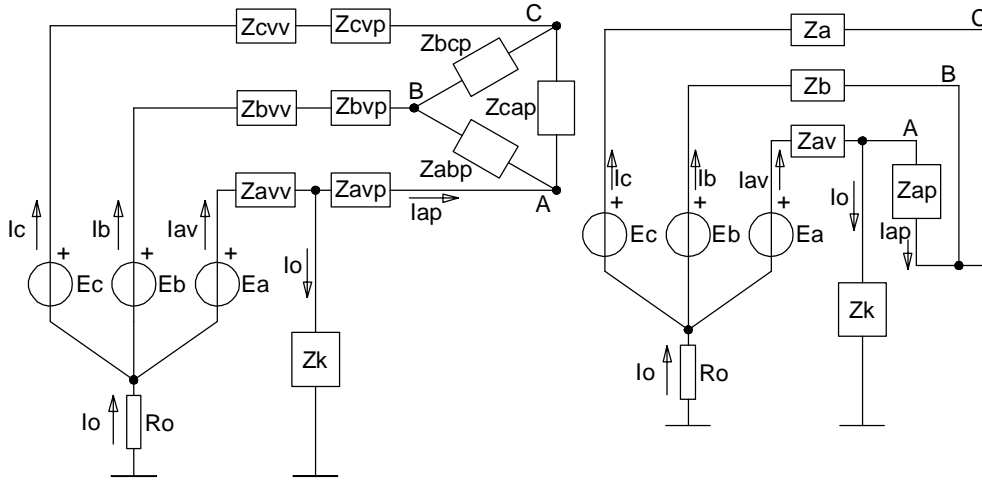 Zcvv
Zcvp
C
Zbcp
B
Zbvv
Zbvp
Zcap
Zabp
Zavv
Zavp
A
Iap
Ic
Ib
Iav
+
+
+
Ec
Eb
Ea
Io
Zk
Io
Ro
Za
C
Zb
B
Zav
A
Ic
Ib
Iav
Io
Zap
+
+
+
Ec
Eb
Ea
Iap
Zk
Io
Ro